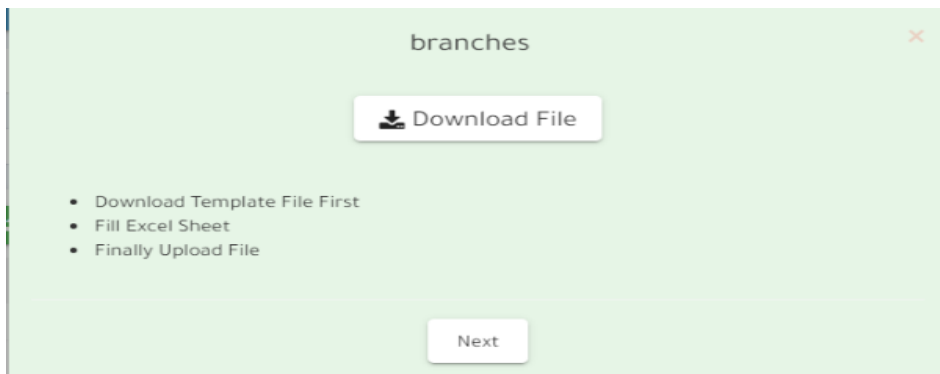 branches
Download File
Download Template File First
Fill Excel Sheet
Finally Upload File
Next